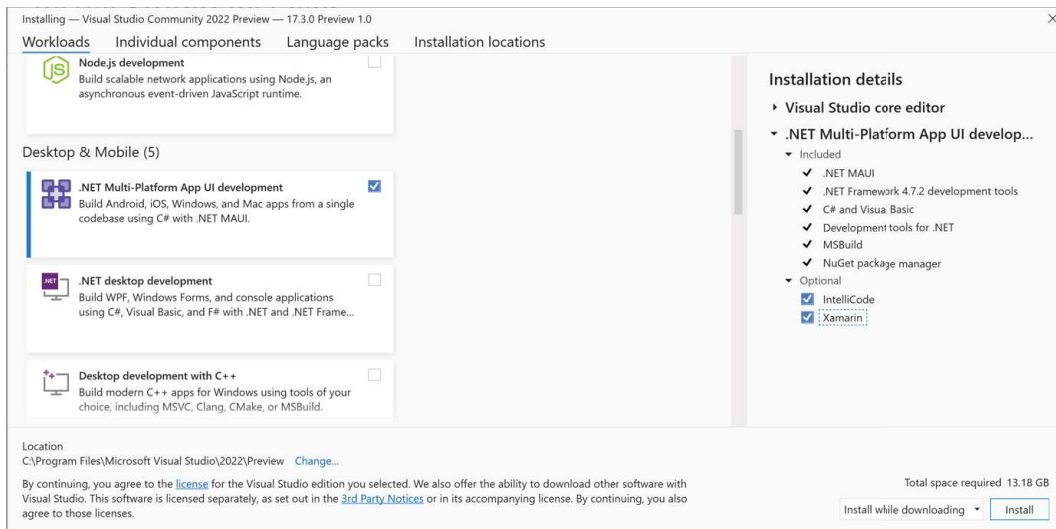 Installing — Visual Studio Community 2022 Preview — 17.3.0 Preview 1.0
Workloads Individual components Language packs Installation locations
Node.js development
Build scalable network applications using Node.js, an
asynchronous event-driven JavaScript runtime.
Desktop & Mobile (5)
.NET Multi-Platform App UI development
Build Android, iOS, Windows, and Mac apps from a single
codebase using C# with .NET MAUI.
.NET desktop development
Build WPF, Windows Forms, and console applications
using C#, Visual Basic, and F# with .NET and .NET Frame...
Desktop development with C++
Build modern C++ apps for Windows using tools of your
choice, including MSVC, Clang, CMake, or MSBuild.
Installation details
Visual Studio core editor
.NET Multi-Platform App UI develop...
Included
.NET MAUI
.NET Framework 4.7.2 development tools
C# and Visual Basic
Development tools for .NET
MSBuild
NuGet package manager
Optional
IntelliCode
Xamarin
Location
C:\Program Files\Microsoft Visual Studio\2022\Preview Change...
By continuing, you agree to the license for the Visual Studio edition you selected. We also offer the ability to download other software with
Visual Studio. This software is licensed separately, as set out in the 3rd Party Notices or in its accompanying license. By continuing, you also
agree to those licenses.
Total space required 13.18 GB
Install while downloading Install